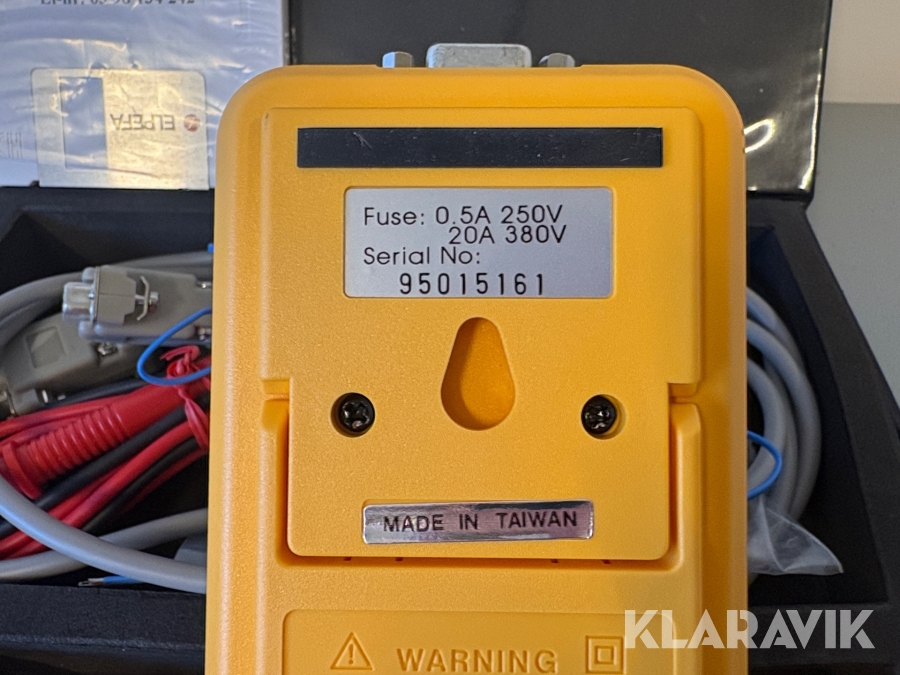 ELPEFA
Fuse: 0.5A 250V
20A 380V
Serial No:
95015161
MADE IN TAIWAN
WARNING
KLARAVIK